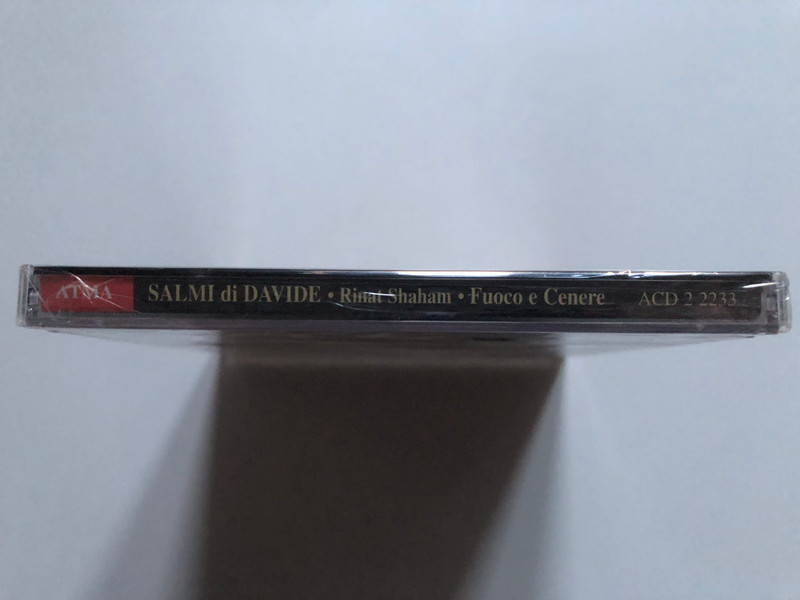 ATMA SALMI di DAVIDE • Rinat Shaham • Fuoco e Cenere ACD 2 2233